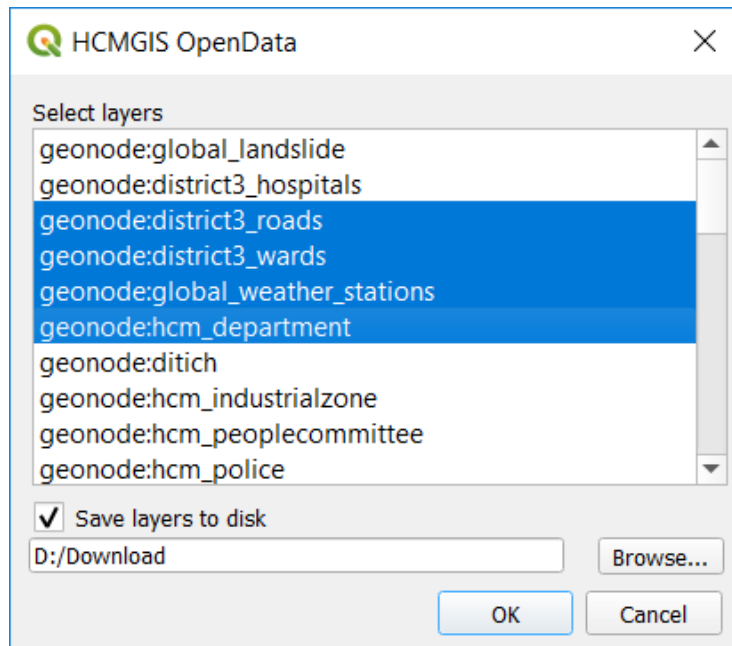 HCMGIS OpenData
Select layers
geonode:global_landslide
geonode:district3_hospitals
geonode:district3_roads
geonode:district3_wards
geonode:global_weather_stations
geonode:hcm_department
geonode:ditich
geonode:hcm_industrialzone
geonode:hcm_peoplecommittee
geonode:hcm_police
Save layers to disk
D:/Download
Browse...
OK
Cancel